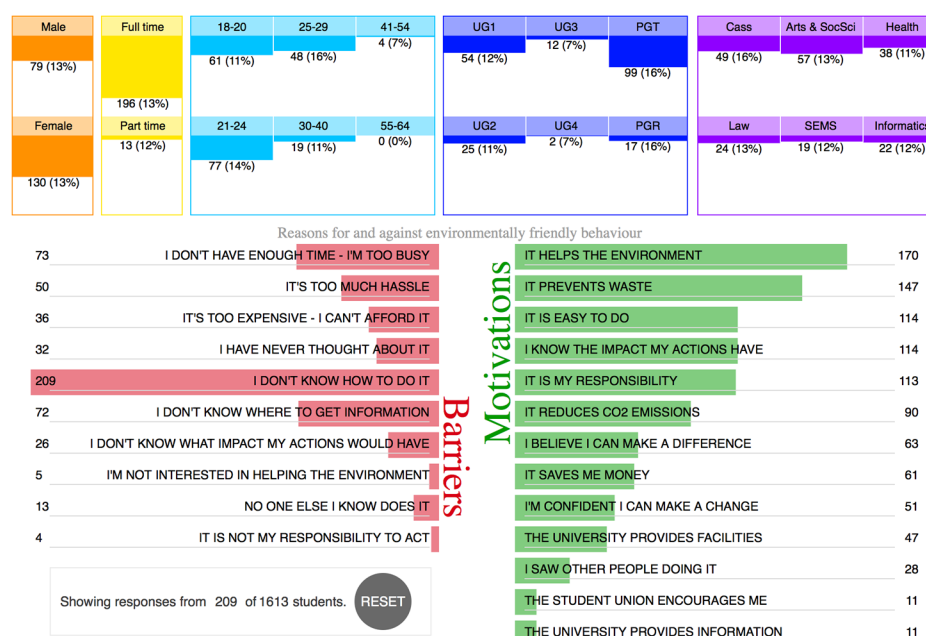 Male
Full time
18-20 25-29 41-54
UG1 UG3 PGT
Cass Arts & SocSci Health
79 (13%)
196 (13%)
61 (11%) 48 (16%) 4 (7%)
54 (12%) 12 (7%) 99 (16%)
49 (16%) 57 (13%) 38 (11%)
Female
Part time
21-24 30-40 55-64
UG2 UG4 PGR
Law SEMS Informatics
130 (13%)
13 (12%)
77 (14%) 19 (11%) 0 (0%)
25 (11%) 2 (7%) 17 (16%)
24 (13%) 19 (12%) 22 (12%)
Reasons for and against environmentally friendly behaviour
73 I DON'T HAVE ENOUGH TIME - I'M TOO BUSY
50 IT'S TOO MUCH HASSLE
36 IT'S TOO EXPENSIVE - I CAN'T AFFORD IT
32 I HAVE NEVER THOUGHT ABOUT IT
209 I DON'T KNOW HOW TO DO IT
72 I DON'T KNOW WHERE TO GET INFORMATION
26 I DON'T KNOW WHAT IMPACT MY ACTIONS WOULD HAVE
5 I'M NOT INTERESTED IN HELPING THE ENVIRONMENT
13 NO ONE ELSE I KNOW DOES IT
4 IT IS NOT MY RESPONSIBILITY TO ACT
Barriers
Motivations
IT HELPS THE ENVIRONMENT 170
IT PREVENTS WASTE 147
IT IS EASY TO DO 114
I KNOW THE IMPACT MY ACTIONS HAVE 114
IT IS MY RESPONSIBILITY 113
IT REDUCES CO2 EMISSIONS 90
I BELIEVE I CAN MAKE A DIFFERENCE 63
IT SAVES ME MONEY 61
I'M CONFIDENT I CAN MAKE A CHANGE 51
THE UNIVERSITY PROVIDES FACILITIES 47
I SAW OTHER PEOPLE DOING IT 28
THE STUDENT UNION ENCOURAGES ME 11
THE UNIVERSITY PROVIDES INFORMATION 11
Showing responses from 209 of 1613 students. RESET